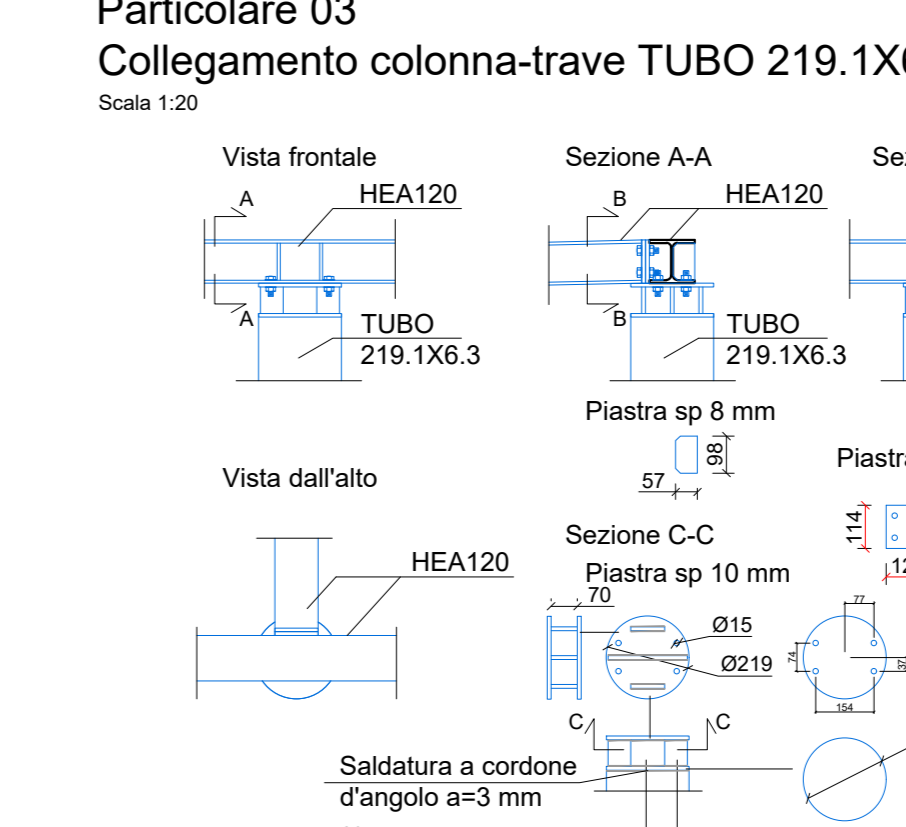 Particolare 03
Collegamento colonna-trave TUBO 219.1X6
Scala 1:20
Vista frontale
Sezione A-A
A
HEA120
B
HEA120
A
TUBO
219.1X6.3
B
TUBO
219.1X6.3
Piastra sp 8 mm
98
57
Vista dall'alto
114
Sezione C-C
HEA120
Piastra sp 10 mm
70
77
Ø15
Ø219
74
37
154
C
C
Saldatura a cordone
d'angolo a=3 mm